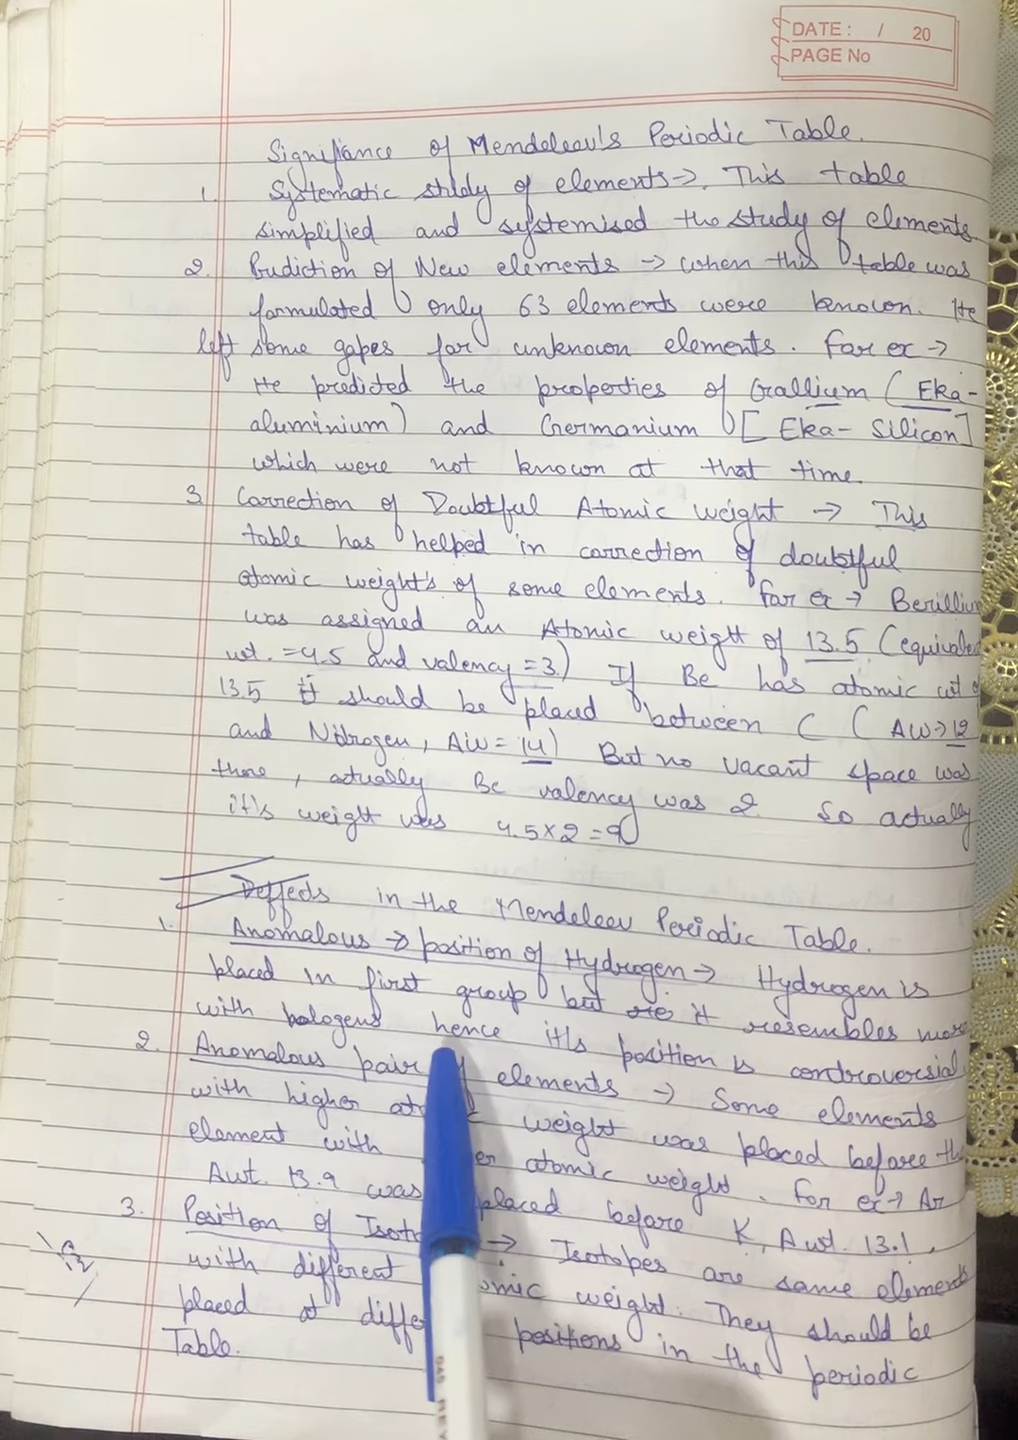 DATE: / 20
PAGE No
Signifiance of Mendeleev's Periodic Table.
1. Systematic study of elements→. This table
simplified and systemised the study of elements
2. Prediction of New elements → when this table was
formulated only 63 elements were known. He
left some gapes for unknown elements. For ex →
He predicted the properties of Gallium (Eka-
aluminium) and Germanium [Eka- Silicon]
which were not known at that time.
3. Correction of Doubtful Atomic weight → This
table has helped in correction of doubtful
atomic weight's of some elements. For ex → Berillium
was assigned an Atomic weight of 13.5 (equivalent
wt. =4.5 and valency =3.) If Be has atomic wt of
13.5 it should be placed between C ( AW→12
and Nitrogen, AW= 14) But no vacant space was
there, actually Be valency was 2. So actually
it's weight was 4.5×2=9
Deffects in the Mendeleev Periodic Table.
1. Anomalous → position of Hydrogen→ Hydrogen is
placed in first group but it resembles more
with halogens hence it's position is controversial.
2. Anomalous pair elements → Some elements
with higher weight was placed before the
element with atomic weight. For ex→ Ar
Awt. 13.9 was placed before K, Awt. 13.1.
3. Position of → Isotopes are same elements
with different weight. They should be
placed at positions in the periodic
Table.